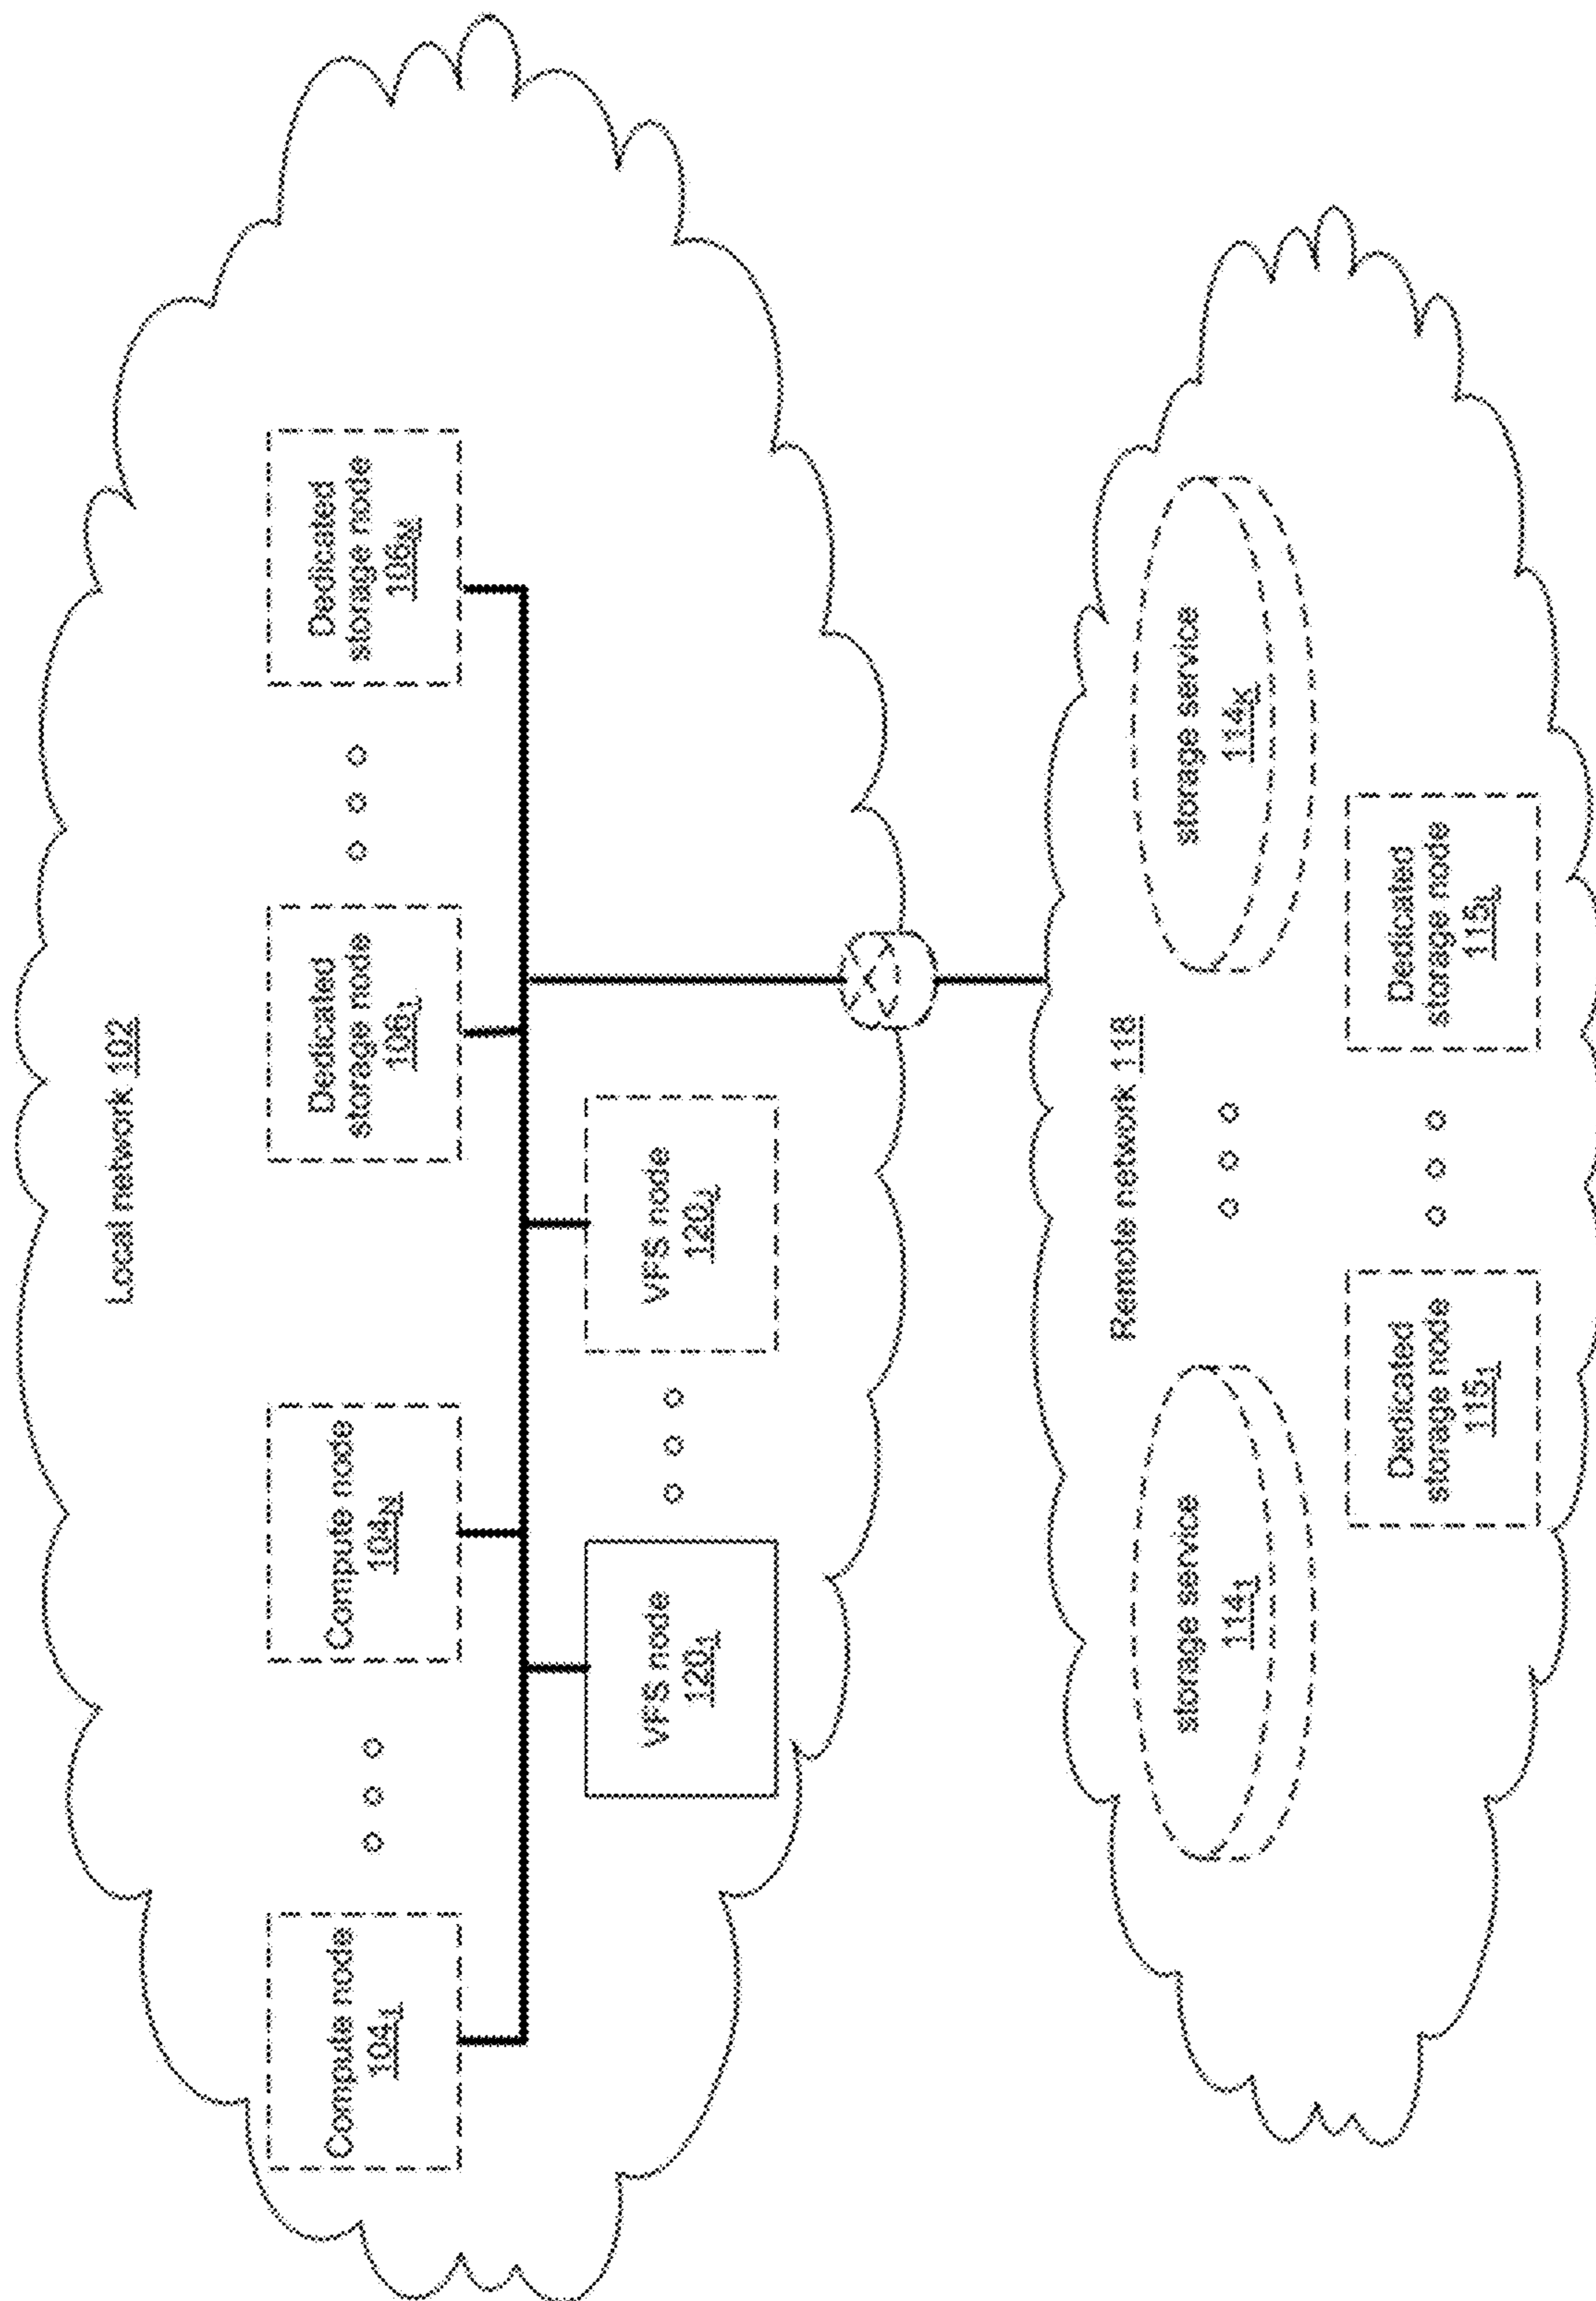 Local network 102
Compute node
104₁
Compute node
104N
Dedicated
storage node
106₁
Dedicated
storage node
106M
VFS node
120₁
VFS node
120J
Remote network 118
storage service
114₁
storage service
114K
Dedicated
storage node
115₁
Dedicated
storage node
115L